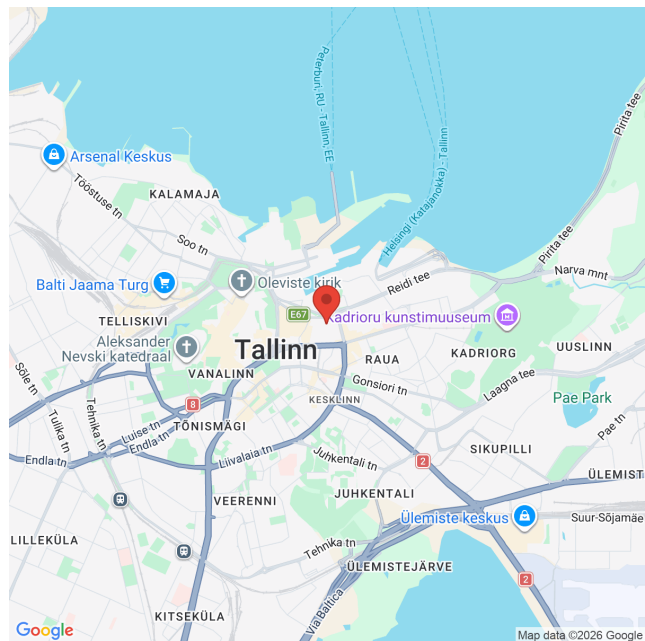 Peterburi, RU - Tallinn, EE
Helsingi (Katajanokka) - Tallinn
Pirita tee
Arsenal Keskus
Tööstuse tn
KALAMAJA
Soo tn
Pirita tee
Oleviste kirik
Reidi tee
Narva mnt
Balti Jaama Turg
E67
Kadrioru kunstimuuseum
TELLISKIVI
Aleksander
Nevski katedraal
Tallinn
RAUA
KADRIORG
UUSLINN
VANALINN
Sõle tn
Gonsiori tn
Laagna tee
Pae Park
Tulika tn
Tehnika tn
8
KESKLINN
Luise tn
TÕNISMÄGI
Pae tn
Endla tn
Endla tn
Liivalaia tn
Juhkentali tn
2
SIKUPILLI
ÜLEMIST
VEERENNI
JUHKENTALI
Ülemiste keskus
Suur-Sõjamäe
LILLEKÜLA
Tehnika tn
ÜLEMISTEJÄRVE
2
Via Baltica
KITSEKÜLA
Google
Map data ©2026 Google